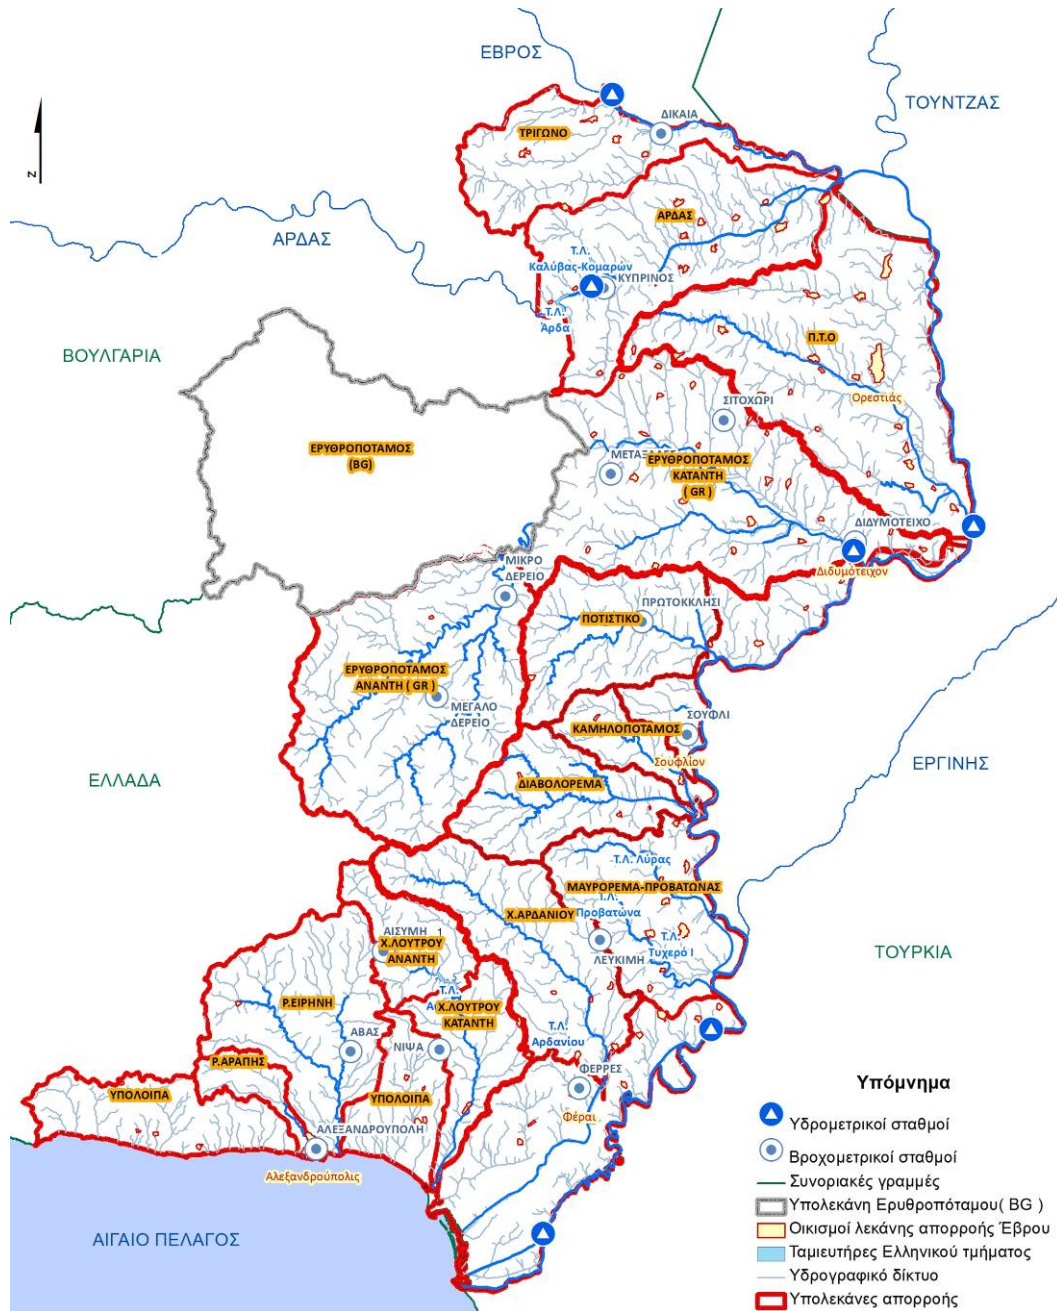 ΕΒΡΟΣ
ΤΟΥΝΤΖΑΣ
ΔΙΚΑΙΑ
ΤΡΙΓΩΝΟ
N
ΑΡΔΑΣ
ΑΡΔΑΣ
Τ.Λ.
Καλύβας-Κομαρών
ΚΥΠΡΙΝΟΣ
Τ.Λ.
Άρδα
ΒΟΥΛΓΑΡΙΑ
Π.Τ.Ο
Ορεστιάς
ΣΙΤΟΧΩΡΙ
ΕΡΥΘΡΟΠΟΤΑΜΟΣ
(BG)
ΕΡΥΘΡΟΠΟΤΑΜΟΣ
ΚΑΤΑΝΤΗ
( GR )
ΔΙΔΥΜΟΤΕΙΧΟ
Διδυμότειχον
ΜΙΚΡΟ
ΔΕΡΕΙΟ
ΠΡΩΤΟΚΚΛΗΣΙ
ΠΟΤΙΣΤΙΚΟ
ΕΡΥΘΡΟΠΟΤΑΜΟΣ
ΑΝΑΝΤΗ ( GR )
ΜΕΓΑΛΟ
ΔΕΡΕΙΟ
ΣΟΥΦΛΙ
ΚΑΜΗΛΟΠΟΤΑΜΟΣ
Σουφλίον
ΕΡΓΙΝΗΣ
ΕΛΛΑΔΑ
ΔΙΑΒΟΛΟΡΕΜΑ
Τ.Λ. Λύρας
ΜΑΥΡΟΡΕΜΑ-ΠΡΟΒΑΤΩΝΑΣ
Τ.Λ.
Προβατώνα
Χ.ΑΡΔΑΝΙΟΥ
ΑΙΣΥΜΗ 1
Χ.ΛΟΥΤΡΟΥ
ΑΝΑΝΤΗ
Τ.Λ.
Τυχερό Ι
ΛΕΥΚΙΜΗ
ΤΟΥΡΚΙΑ
Τ.Λ.
Χ.ΛΟΥΤΡΟΥ
ΚΑΤΑΝΤΗ
Ρ.ΕΙΡΗΝΗ
ΑΒΑΣ
ΝΙΨΑ
Τ.Λ.
Αρδανίου
ΦΕΡΡΕΣ
Ρ.ΑΡΑΠΗΣ
ΥΠΟΛΟΙΠΑ
ΥΠΟΛΟΙΠΑ
Φέραι
ΑΛΕΞΑΝΔΡΟΥΠΟΛΗ
Αλεξανδρούπολις
ΑΙΓΑΙΟ ΠΕΛΑΓΟΣ
Υπόμνημα
Υδρομετρικοί σταθμοί
Βροχομετρικοί σταθμοί
Συνοριακές γραμμές
Υπολεκάνη Ερυθροπόταμου( BG )
Οικισμοί λεκάνης απορροής Έβρου
Ταμιευτήρες Ελληνικού τμήματος
Υδρογραφικό δίκτυο
Υπολεκάνες απορροής